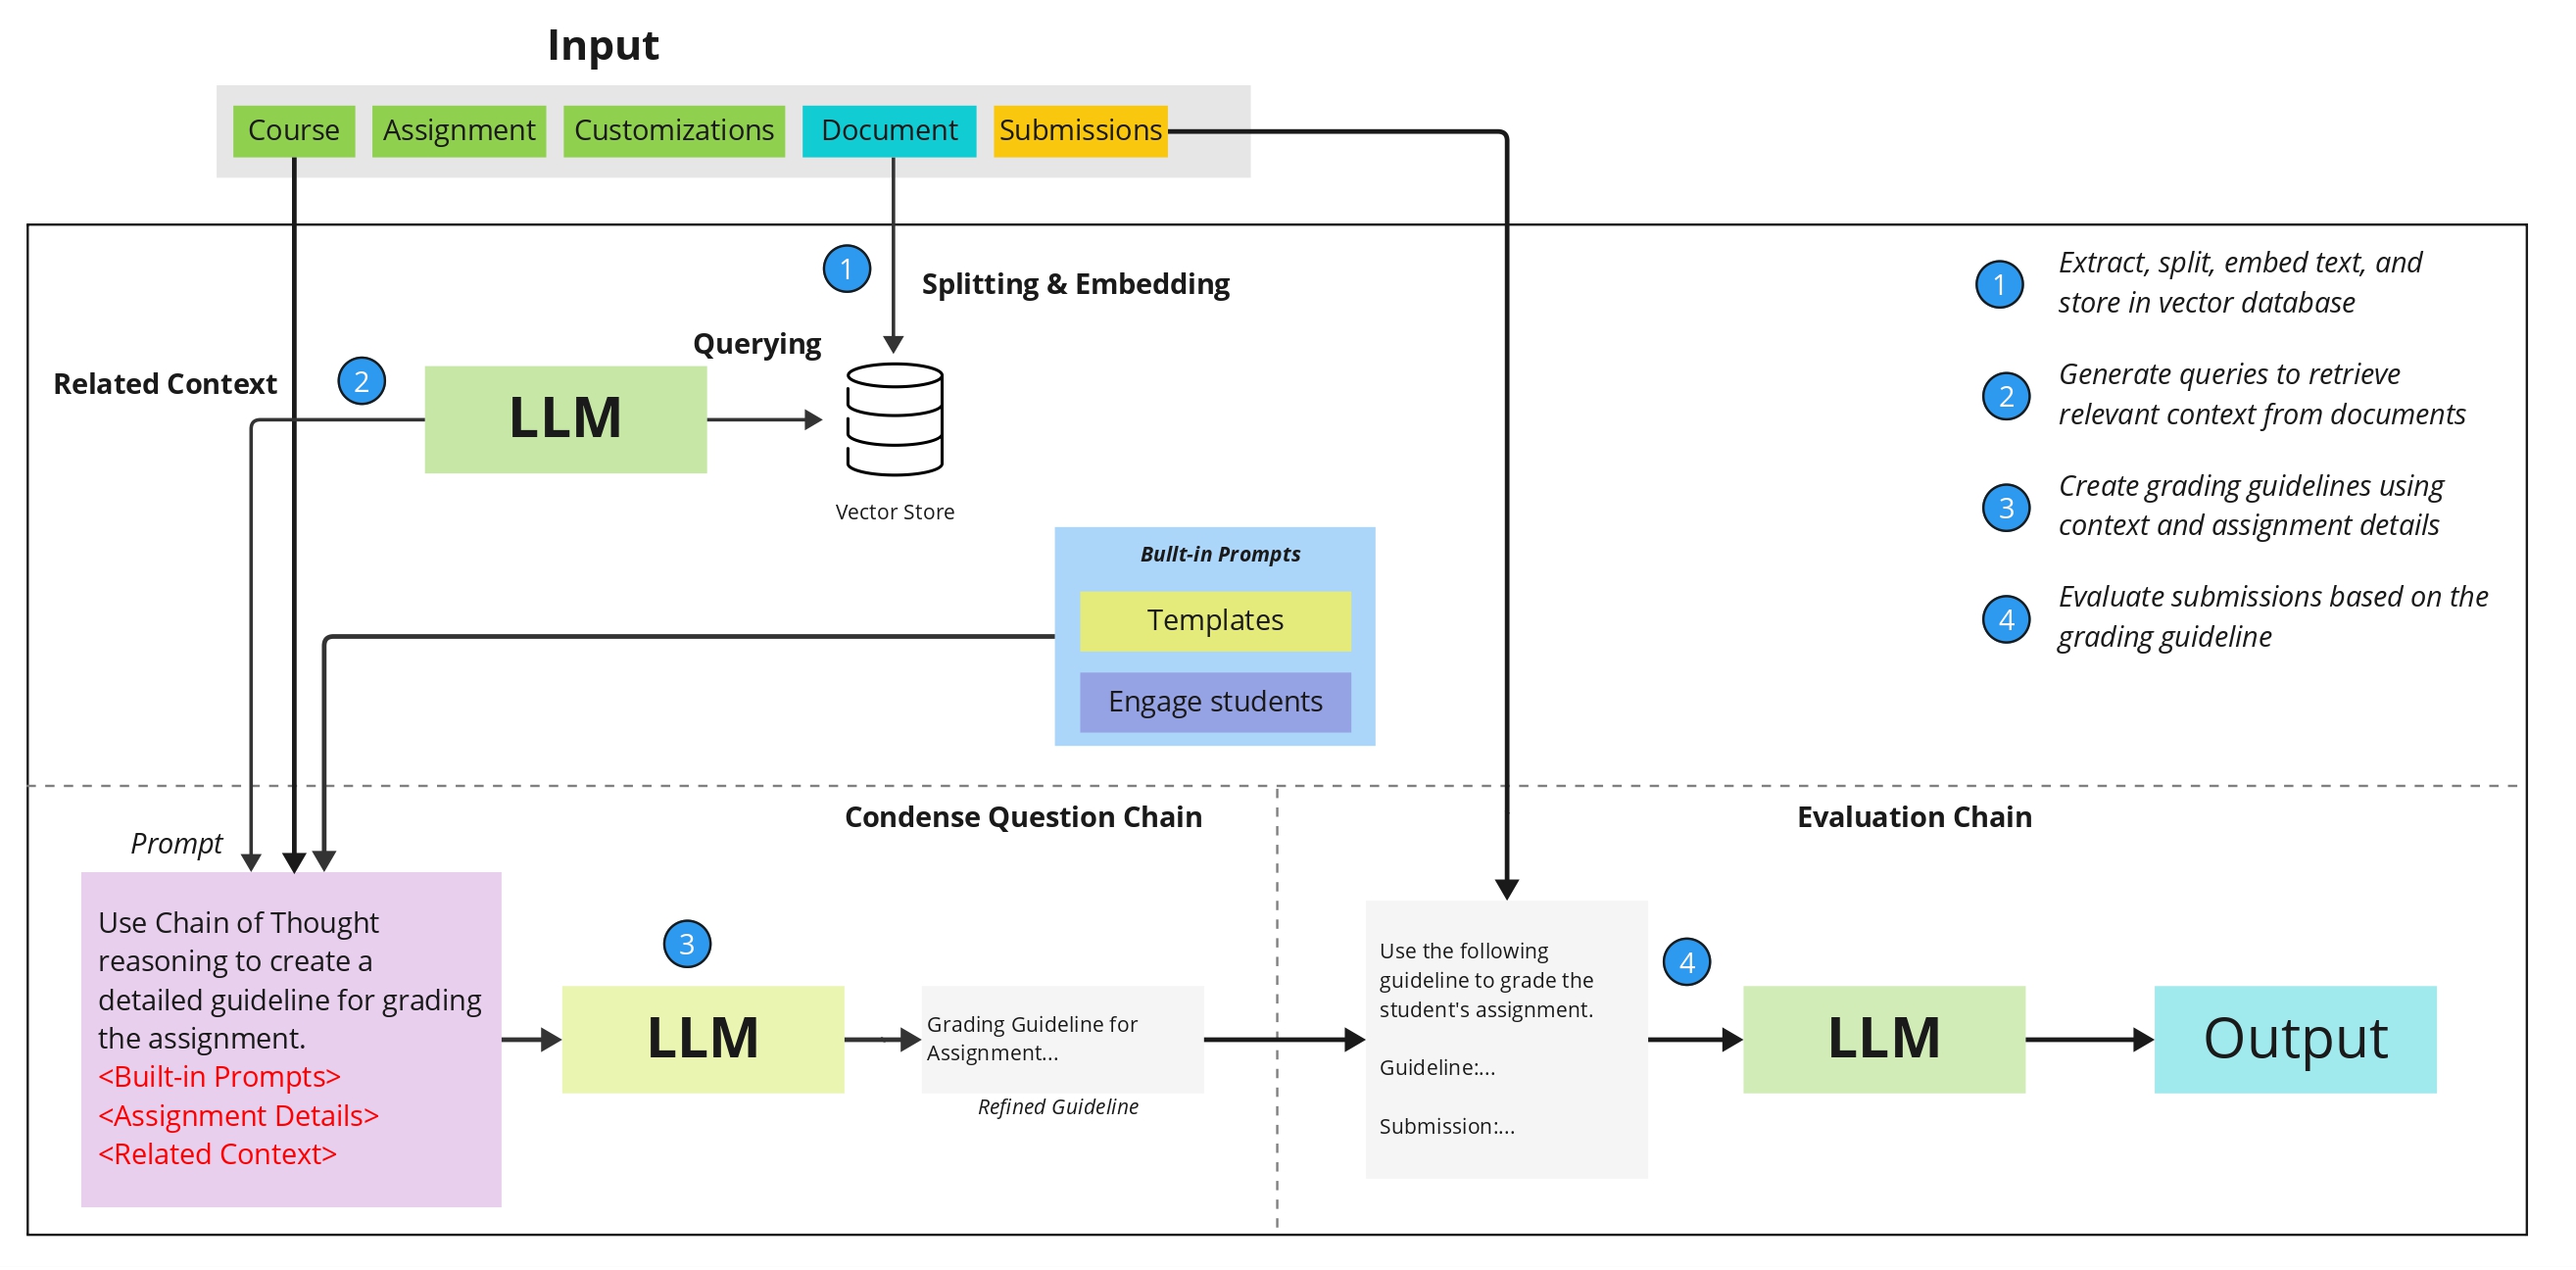 Input
Course
Assignment
Customizations
Document
Submissions
1
Splitting & Embedding
Querying
Related Context
2
LLM
Vector Store
1
Extract, split, embed text, and
store in vector database
2
Generate queries to retrieve
relevant context from documents
3
Create grading guidelines using
context and assignment details
4
Evaluate submissions based on the
grading guideline
Bullt-in Prompts
Templates
Engage students
Condense Question Chain
Evaluation Chain
Prompt
Use Chain of Thought
reasoning to create a
detailed guideline for grading
the assignment.
<Built-in Prompts>
<Assignment Details>
<Related Context>
3
LLM
Grading Guideline for
Assignment...
Refined Guideline
Use the following
guideline to grade the
student's assignment.
Guideline:...
Submission:...
4
LLM
Output